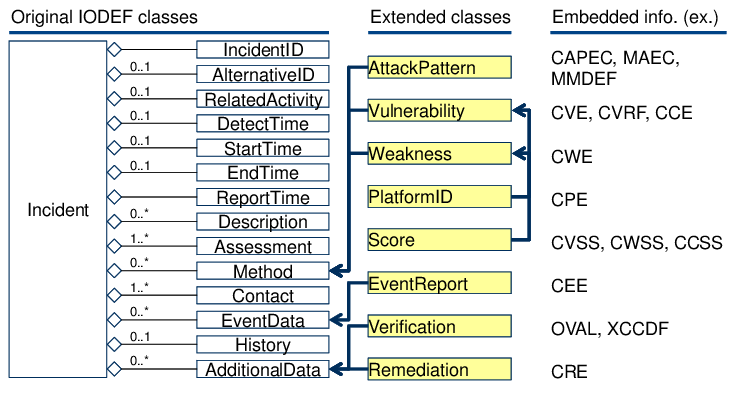 Original IODEF classes
Extended classes
Embedded info. (ex.)
Incident
IncidentID
0..1
AlternativeID
0..1
RelatedActivity
0..1
DetectTime
0..1
StartTime
0..1
EndTime
ReportTime
0..*
Description
1..*
Assessment
0..*
Method
1..*
Contact
0..*
EventData
0..1
History
0..*
AdditionalData
AttackPattern
Vulnerability
Weakness
PlatformID
Score
EventReport
Verification
Remediation
CAPEC, MAEC,
MMDEF
CVE, CVRF, CCE
CWE
CPE
CVSS, CWSS, CCSS
CEE
OVAL, XCCDF
CRE